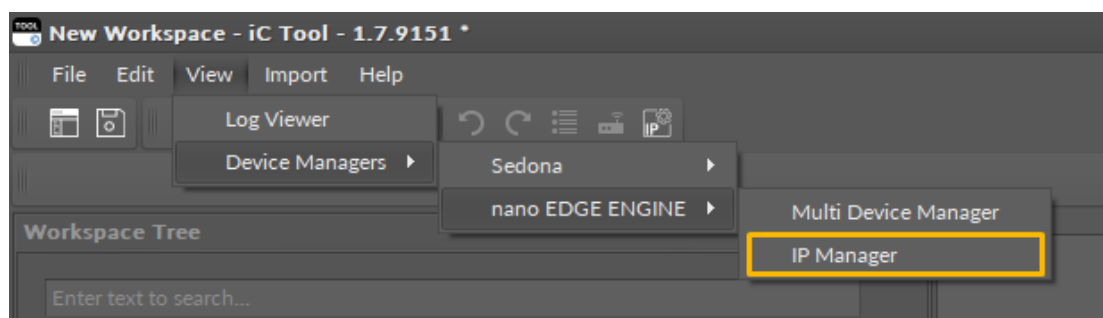 TOOL New Workspace - iC Tool - 1.7.9151 *
File Edit View Import Help
Log Viewer
IP
Device Managers
Sedona
nano EDGE ENGINE
Multi Device Manager
Workspace Tree
IP Manager
Enter text to search...